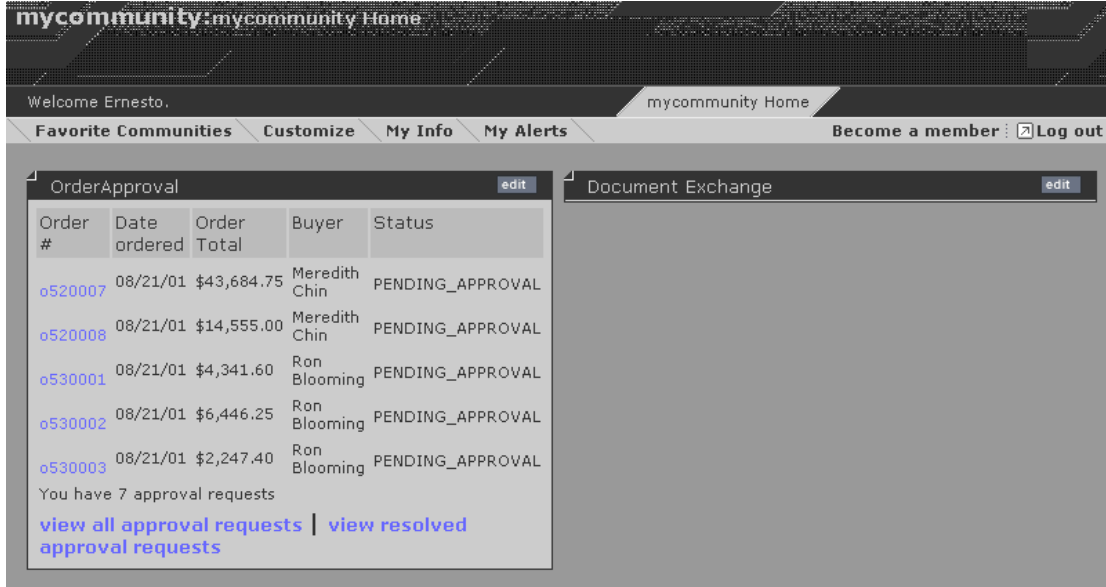 mycommunity:mycommunity Home
Welcome Ernesto.
mycommunity Home
Favorite Communities Customize My Info My Alerts
Become a member Log out
OrderApproval edit
Document Exchange edit
Order # Date ordered Order Total Buyer Status
o520007 08/21/01 $43,684.75 Meredith Chin PENDING_APPROVAL
o520008 08/21/01 $14,555.00 Meredith Chin PENDING_APPROVAL
o530001 08/21/01 $4,341.60 Ron Blooming PENDING_APPROVAL
o530002 08/21/01 $6,446.25 Ron Blooming PENDING_APPROVAL
o530003 08/21/01 $2,247.40 Ron Blooming PENDING_APPROVAL
You have 7 approval requests
view all approval requests | view resolved
approval requests